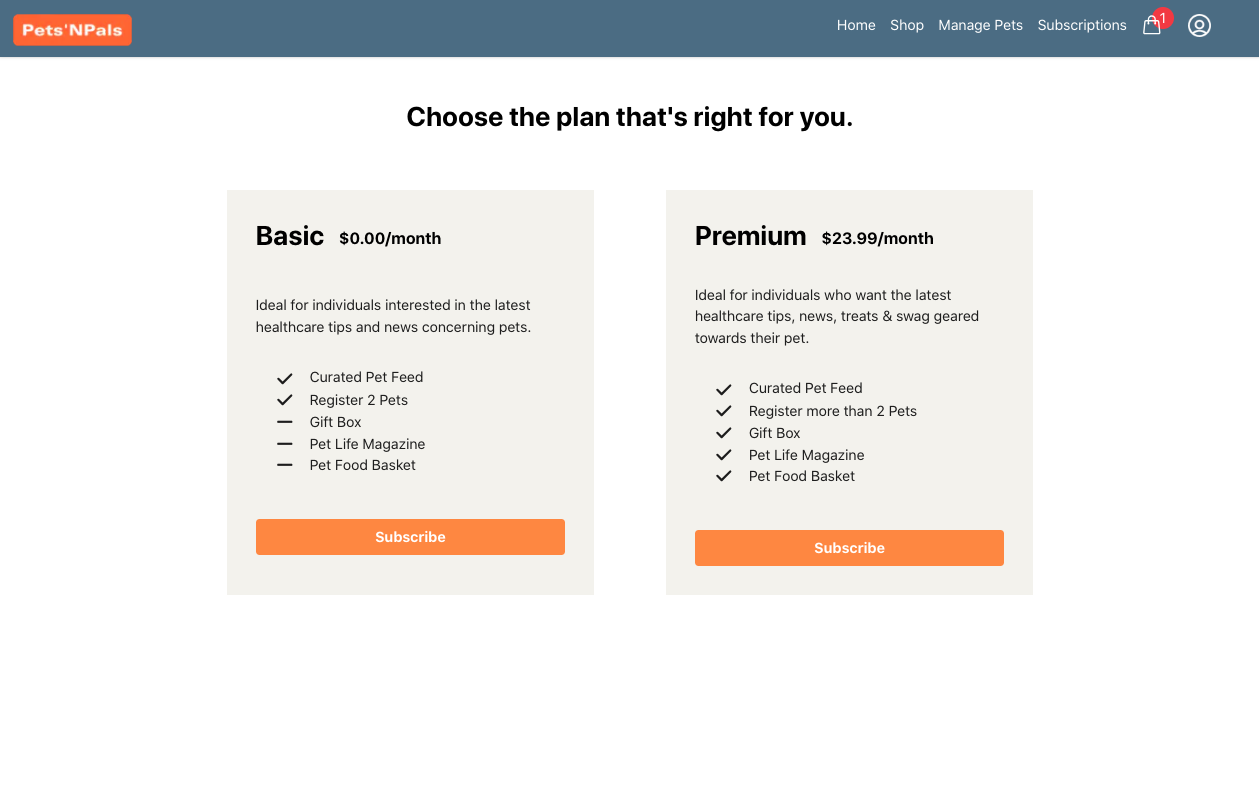 Pets'NPals
Home Shop Manage Pets Subscriptions 1
Choose the plan that's right for you.
Basic $0.00/month
Ideal for individuals interested in the latest
healthcare tips and news concerning pets.
Curated Pet Feed
Register 2 Pets
Gift Box
Pet Life Magazine
Pet Food Basket
Subscribe
Premium $23.99/month
Ideal for individuals who want the latest
healthcare tips, news, treats & swag geared
towards their pet.
Curated Pet Feed
Register more than 2 Pets
Gift Box
Pet Life Magazine
Pet Food Basket
Subscribe